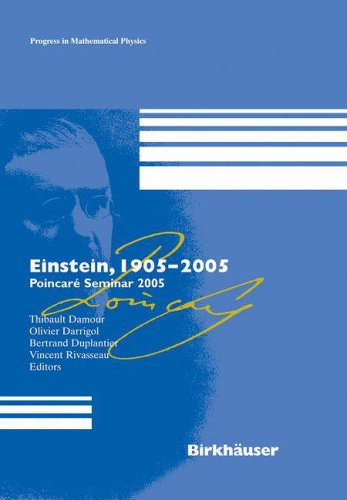 Progress in Mathematical Physics
Einstein, 1905–2005
Poincaré Seminar 2005
Poincaré
Thibault Damour
Olivier Darrigol
Bertrand Duplantier
Vincent Rivasseau
Editors
Birkhäuser